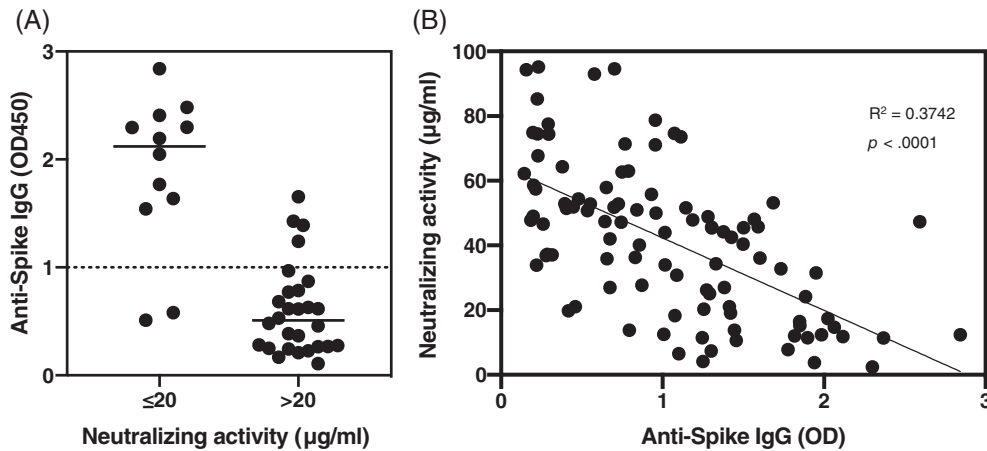 (A)
Anti-Spike IgG (OD450)
3
2
1
0
≤20
>20
Neutralizing activity (µg/ml)
(B)
Neutralizing activity (µg/ml)
100
80
60
40
20
0
R² = 0.3742
p < .0001
0
1
2
3
Anti-Spike IgG (OD)